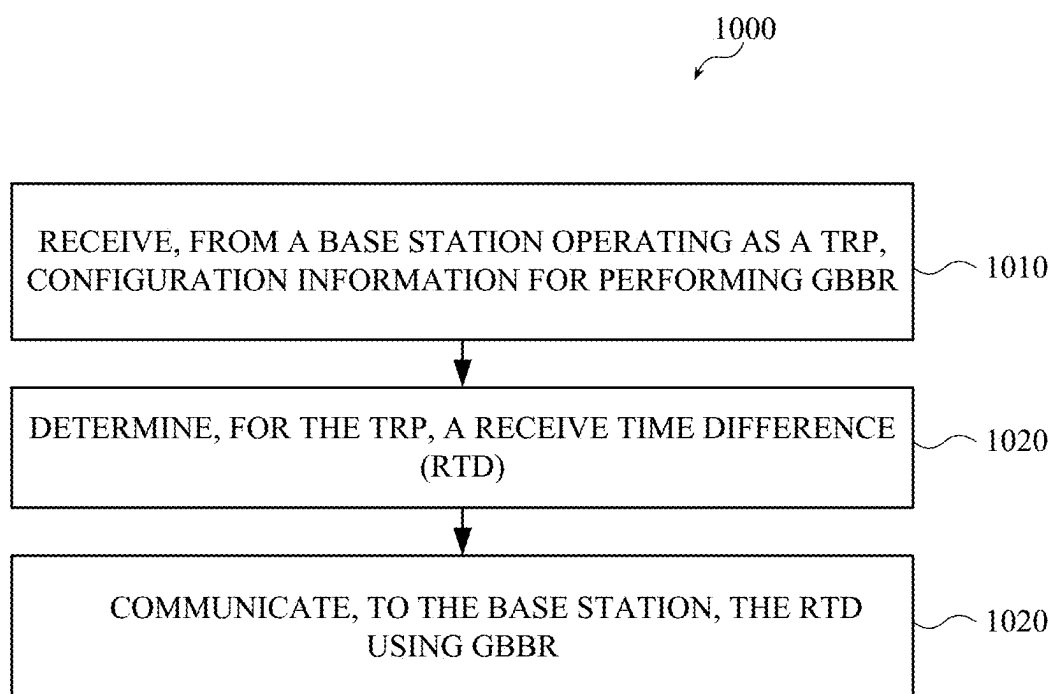 1000
RECEIVE, FROM A BASE STATION OPERATING AS A TRP,
CONFIGURATION INFORMATION FOR PERFORMING GBBR
1010
DETERMINE, FOR THE TRP, A RECEIVE TIME DIFFERENCE
(RTD)
1020
COMMUNICATE, TO THE BASE STATION, THE RTD
USING GBBR
1020